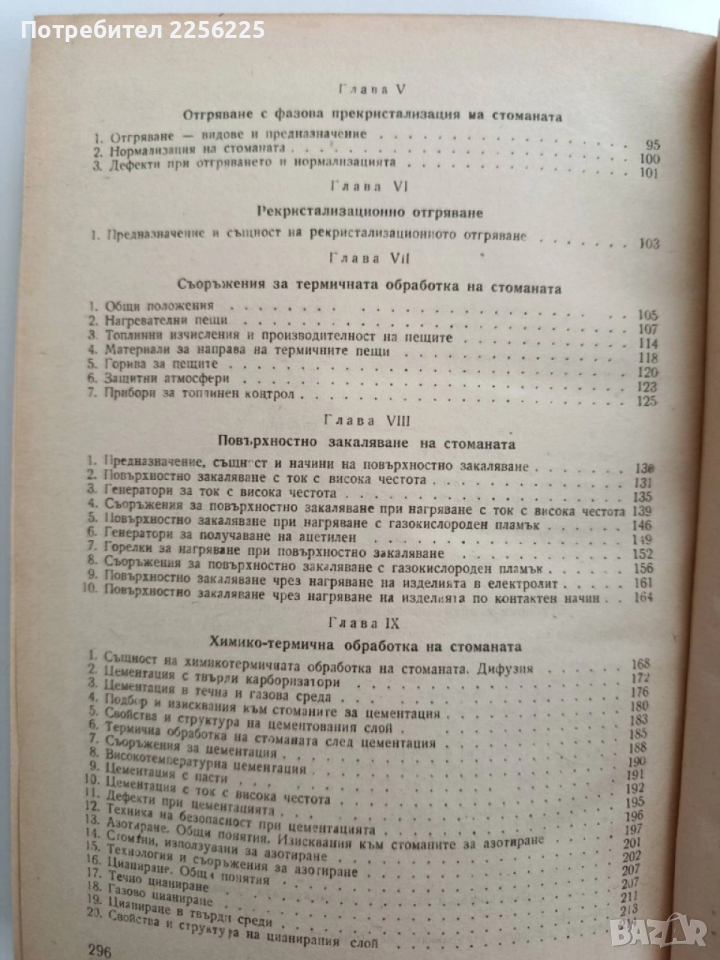 Потребител 2256225
Глава V
Отгряване с фазова прекристализация на стоманата
1. Отгряване — видове и предназначение . . . 95
2. Нормализация на стоманата . . . 100
3. Дефекти при отгряването и нормализацията . . . 101
Глава VI
Рекристализационно отгряване
1. Предназначение и същност на рекристализационното отгряване . . . 103
Глава VII
Съоръжения за термичната обработка на стоманата
1. Общи положения . . . 105
2. Нагревателни пещи . . . 107
3. Топлинни изчисления и производителност на пещите . . . 114
4. Материали за направа на термичните пещи . . . 118
5. Горива за пещите . . . 120
6. Защитни атмосфери . . . 123
7. Прибори за топлинен контрол . . . 125
Глава VIII
Повърхностно закаляване на стоманата
1. Предназначение, същност и начини на повърхностно закаляване . . . 130
2. Повърхностно закаляване с ток с висока честота . . . 131
3. Генератори за ток с висока честота . . . 135
4. Съоръжения за повърхностно закаляване при нагряване с ток с висока честота 139
5. Повърхностно закаляване при нагряване с газокислороден пламък . . . 146
6. Генератори за получаване на ацетилен . . . 149
7. Горелки за нагряване при повърхностно закаляване . . . 152
8. Съоръжения за повърхностно закаляване с газокислороден пламък . . . 156
9. Повърхностно закаляване чрез нагряване на изделията в електролит . . . 161
10. Повърхностно закаляване чрез нагряване на изделията по контактен начин . . 164
Глава IX
Химико-термична обработка на стоманата
1. Същност на химикотермичната обработка на стоманата. Дифузия . . . 168
2. Цементация с твърди карборизатори . . . 172
3. Цементация в течна и газова среда . . . 176
4. Подбор и изисквания към стоманите за цементация . . . 180
5. Свойства и структура на цементования слой . . . 183
6. Термична обработка на стоманата след цементация . . . 185
7. Съоръжения за цементация . . . 188
8. Високотемпературна цементация . . . 190
9. Цементация с пасти . . . 191
10. Цементация с ток с висока честота . . . 192
11. Дефекти при цементацията . . . 195
12. Техника на безопасност при цементацията . . . 196
13. Азотиране. Общи понятия. Изисквания към стоманите за азотиране . . . 197
14. Стомани, използувани за азотиране . . . 201
15. Технология и съоръжения за азотиране . . . 202
16. Цианиране. Общи понятия . . . 207
17. Течно цианиране . . . 207
18. Газово цианиране . . . 211
19. Цианиране в твърди среди . . . 213
20. Свойства и структура на цианирания слой . . .
296
BAZAR